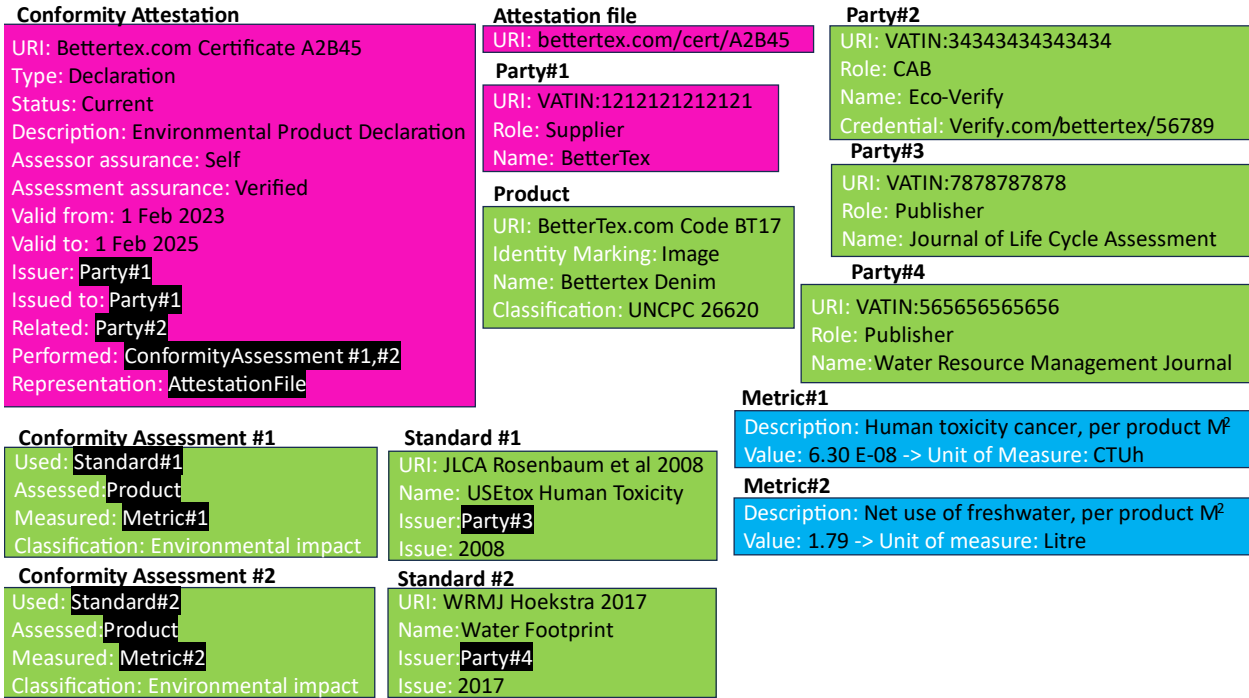 Conformity Attestation
URI: Bettertex.com Certificate A2B45
Type: Declaration
Status: Current
Description: Environmental Product Declaration
Assessor assurance: Self
Assessment assurance: Verified
Valid from: 1 Feb 2023
Valid to: 1 Feb 2025
Issuer: Party#1
Issued to: Party#1
Related: Party#2
Performed: ConformityAssessment #1,#2
Representation: AttestationFile
Attestation file
URI: bettertex.com/cert/A2B45
Party#1
URI: VATIN:1212121212121
Role: Supplier
Name: BetterTex
Product
URI: BetterTex.com Code BT17
Identity Marking: Image
Name: Bettertex Denim
Classification: UNCPC 26620
Party#2
URI: VATIN:34343434343434
Role: CAB
Name: Eco-Verify
Credential: Verify.com/bettertex/56789
Party#3
URI: VATIN:7878787878
Role: Publisher
Name: Journal of Life Cycle Assessment
Party#4
URI: VATIN:565656565656
Role: Publisher
Name:Water Resource Management Journal
Metric#1
Description: Human toxicity cancer, per product M²
Value: 6.30 E-08 -> Unit of Measure: CTUh
Metric#2
Description: Net use of freshwater, per product M²
Value: 1.79 -> Unit of measure: Litre
Conformity Assessment #1
Used: Standard#1
Assessed:Product
Measured: Metric#1
Classification: Environmental impact
Standard #1
URI: JLCA Rosenbaum et al 2008
Name: USEtox Human Toxicity
Issuer:Party#3
Issue: 2008
Conformity Assessment #2
Used: Standard#2
Assessed:Product
Measured: Metric#2
Classification: Environmental impact
Standard #2
URI: WRMJ Hoekstra 2017
Name:Water Footprint
Issuer:Party#4
Issue: 2017